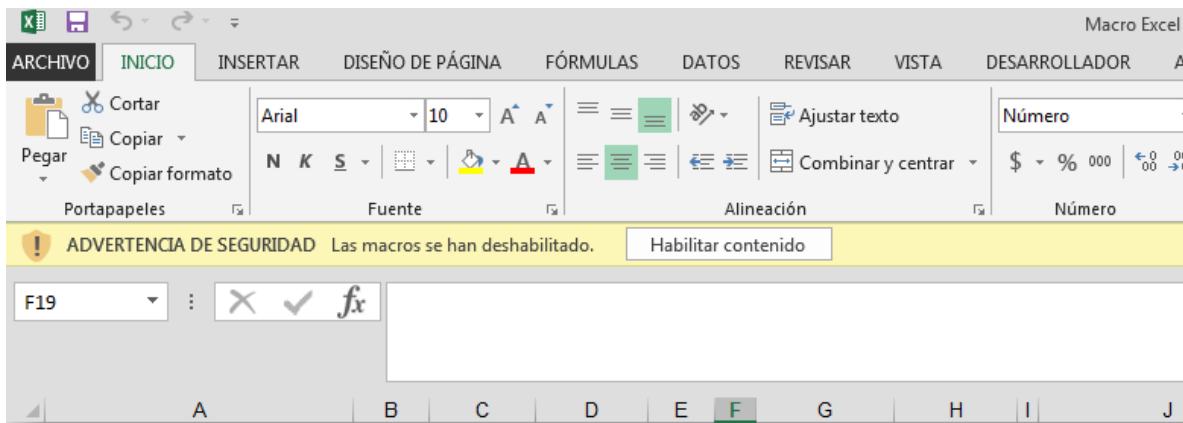 Macro Excel
ARCHIVO INICIO INSERTAR DISEÑO DE PÁGINA FÓRMULAS DATOS REVISAR VISTA DESARROLLADOR A
Cortar
Arial 10 A A Ajustar texto Número
Copiar
Pegar N K S A Combinar y centrar $ % 000
Copiar formato
Portapapeles Fuente Alineación Número
ADVERTENCIA DE SEGURIDAD Las macros se han deshabilitado. Habilitar contenido
F19 fx
A B C D E F G H I J